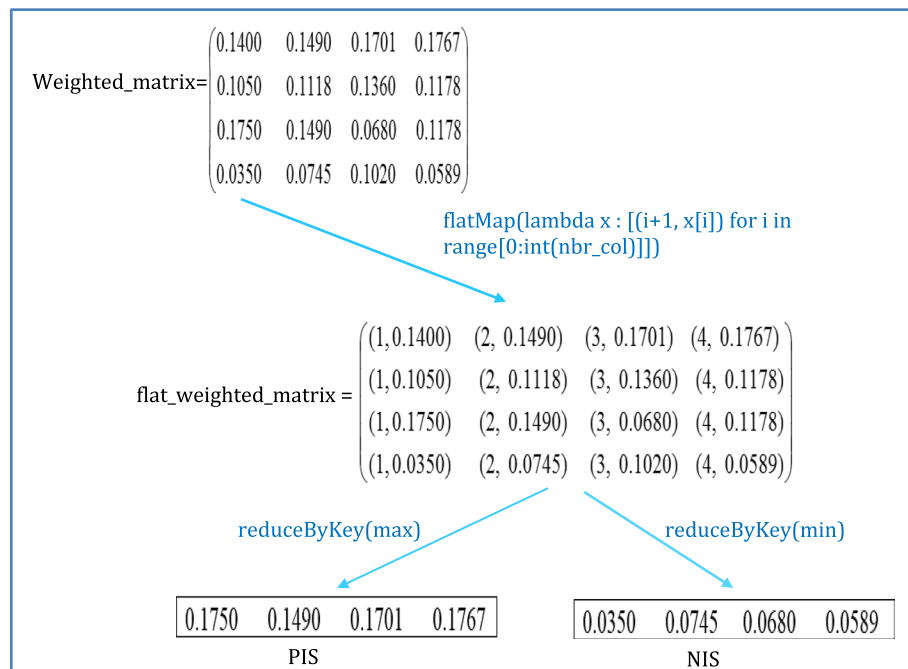 0.1400 0.1490 0.1701 0.1767
Weighted_matrix= 0.1050 0.1118 0.1360 0.1178
0.1750 0.1490 0.0680 0.1178
0.0350 0.0745 0.1020 0.0589
flatMap(lambda x : [(i+1, x[i]) for i in
range[0:int(nbr_col)]])
(1,0.1400) (2, 0.1490) (3, 0.1701) (4, 0.1767)
(1,0.1050) (2, 0.1118) (3, 0.1360) (4, 0.1178)
flat_weighted_matrix =
(1,0.1750) (2, 0.1490) (3, 0.0680) (4, 0.1178)
(1,0.0350) (2, 0.0745) (3, 0.1020) (4, 0.0589)
reduceByKey(max) reduceByKey(min)
0.1750 0.1490 0.1701 0.1767 0.0350 0.0745 0.0680 0.0589
PIS NIS